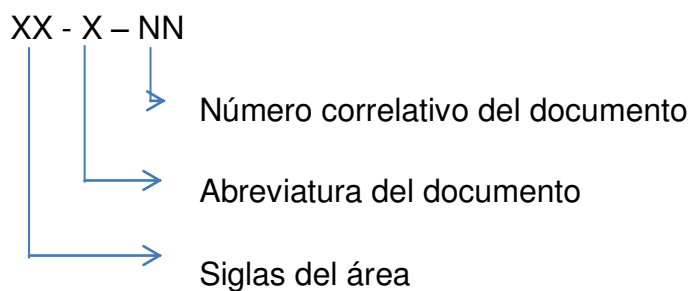 XX - X – NN
Número correlativo del documento
Abreviatura del documento
Siglas del área